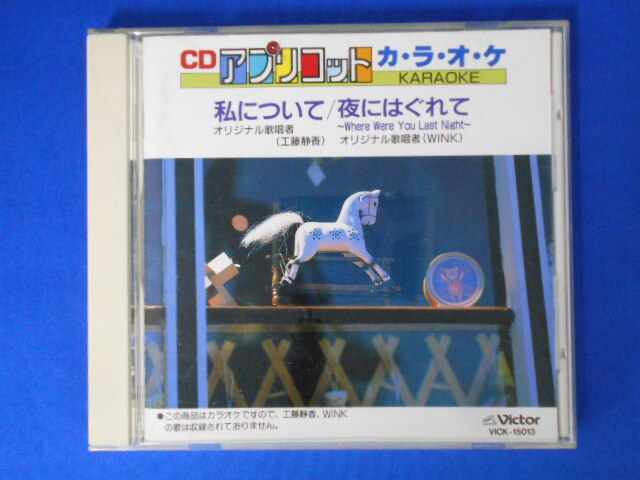 CD アプリコット カ・ラ・オ・ケ
KARAOKE
私について/夜にはぐれて
~Where Were You Last Night~
オリジナル歌唱者
(工藤静香) オリジナル歌唱者(WINK)
●この商品はカラオケですので、工藤静香、WINK
の歌は収録されておりません。
Victor
VICK-15013